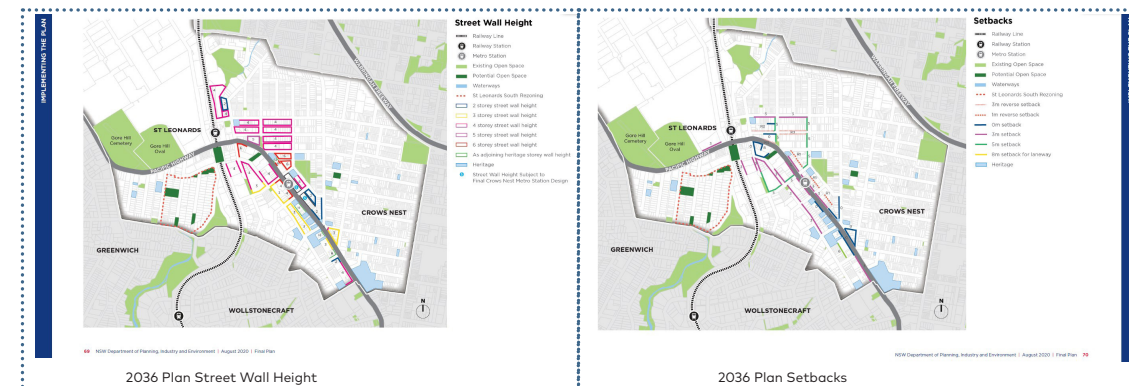 IMPLEMENTING THE PLAN
Street Wall Height
Railway Line
Railway Station
Metro Station
Existing Open Space
Potential Open Space
Waterways
St Leonards South Rezoning
2 storey street wall height
3 storey street wall height
4 storey street wall height
5 storey street wall height
6 storey street wall height
As adjoining heritage storey wall height
Heritage
Street Wall Height Subject to
Final Crows Nest Metro Station Design
WARRINGAH FREEWAY
ST LEONARDS
Gore Hill
Cemetery
Gore Hill
Oval
PACIFIC HIGHWAY
CROWS NEST
GREENWICH
WOLLSTONECRAFT
N
69 NSW Department of Planning, Industry and Environment | August 2020 | Final Plan
2036 Plan Street Wall Height
Setbacks
Railway Line
Railway Station
Metro Station
Existing Open Space
Potential Open Space
Waterways
St Leonards South Rezoning
3m reverse setback
0m setback
3m setback
5m setback
Heritage
WARRINGAH FREEWAY
ST LEONARDS
Gore Hill
Cemetery
Gore Hill
Oval
PACIFIC HIGHWAY
CROWS NEST
GREENWICH
WOLLSTONECRAFT
N
NSW Department of Planning, Industry and Environment | August 2020 | Final Plan 70
2036 Plan Setbacks